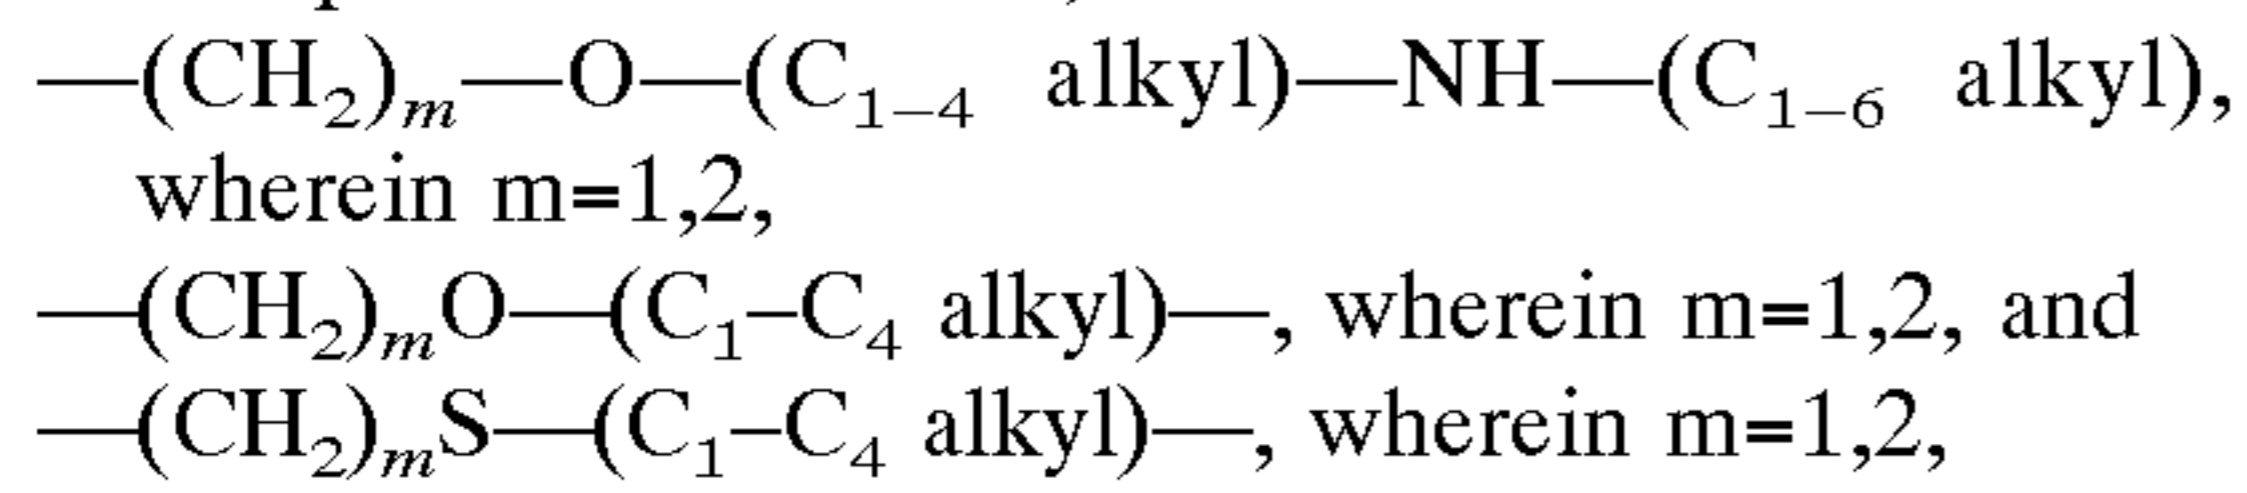 —(CH₂)ₘ—O—(C₁₋₄ alkyl)—NH—(C₁₋₆ alkyl),
wherein m=1,2,
—(CH₂)ₘO—(C₁–C₄ alkyl)—, wherein m=1,2, and
—(CH₂)ₘS—(C₁–C₄ alkyl)—, wherein m=1,2,